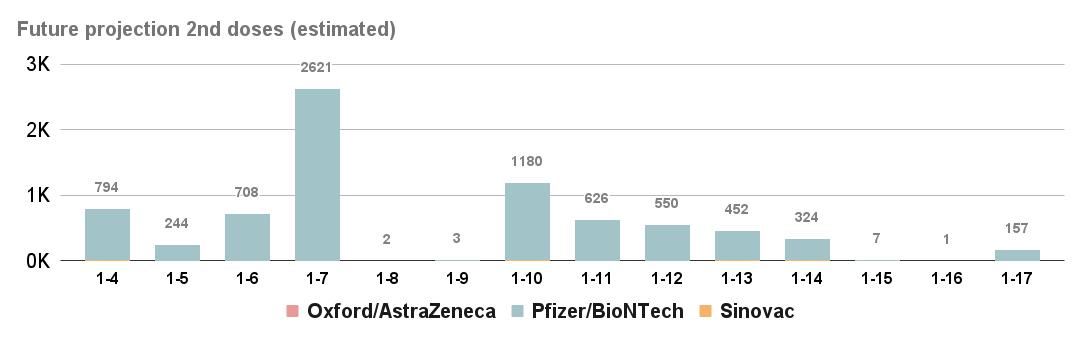 Future projection 2nd doses (estimated)
3K
2621
2K
1180
1K
794
244
708
2
3
626
550
452
324
7
1
157
0K
1-4 1-5 1-6 1-7 1-8 1-9 1-10 1-11 1-12 1-13 1-14 1-15 1-16 1-17
Oxford/AstraZeneca Pfizer/BioNTech Sinovac